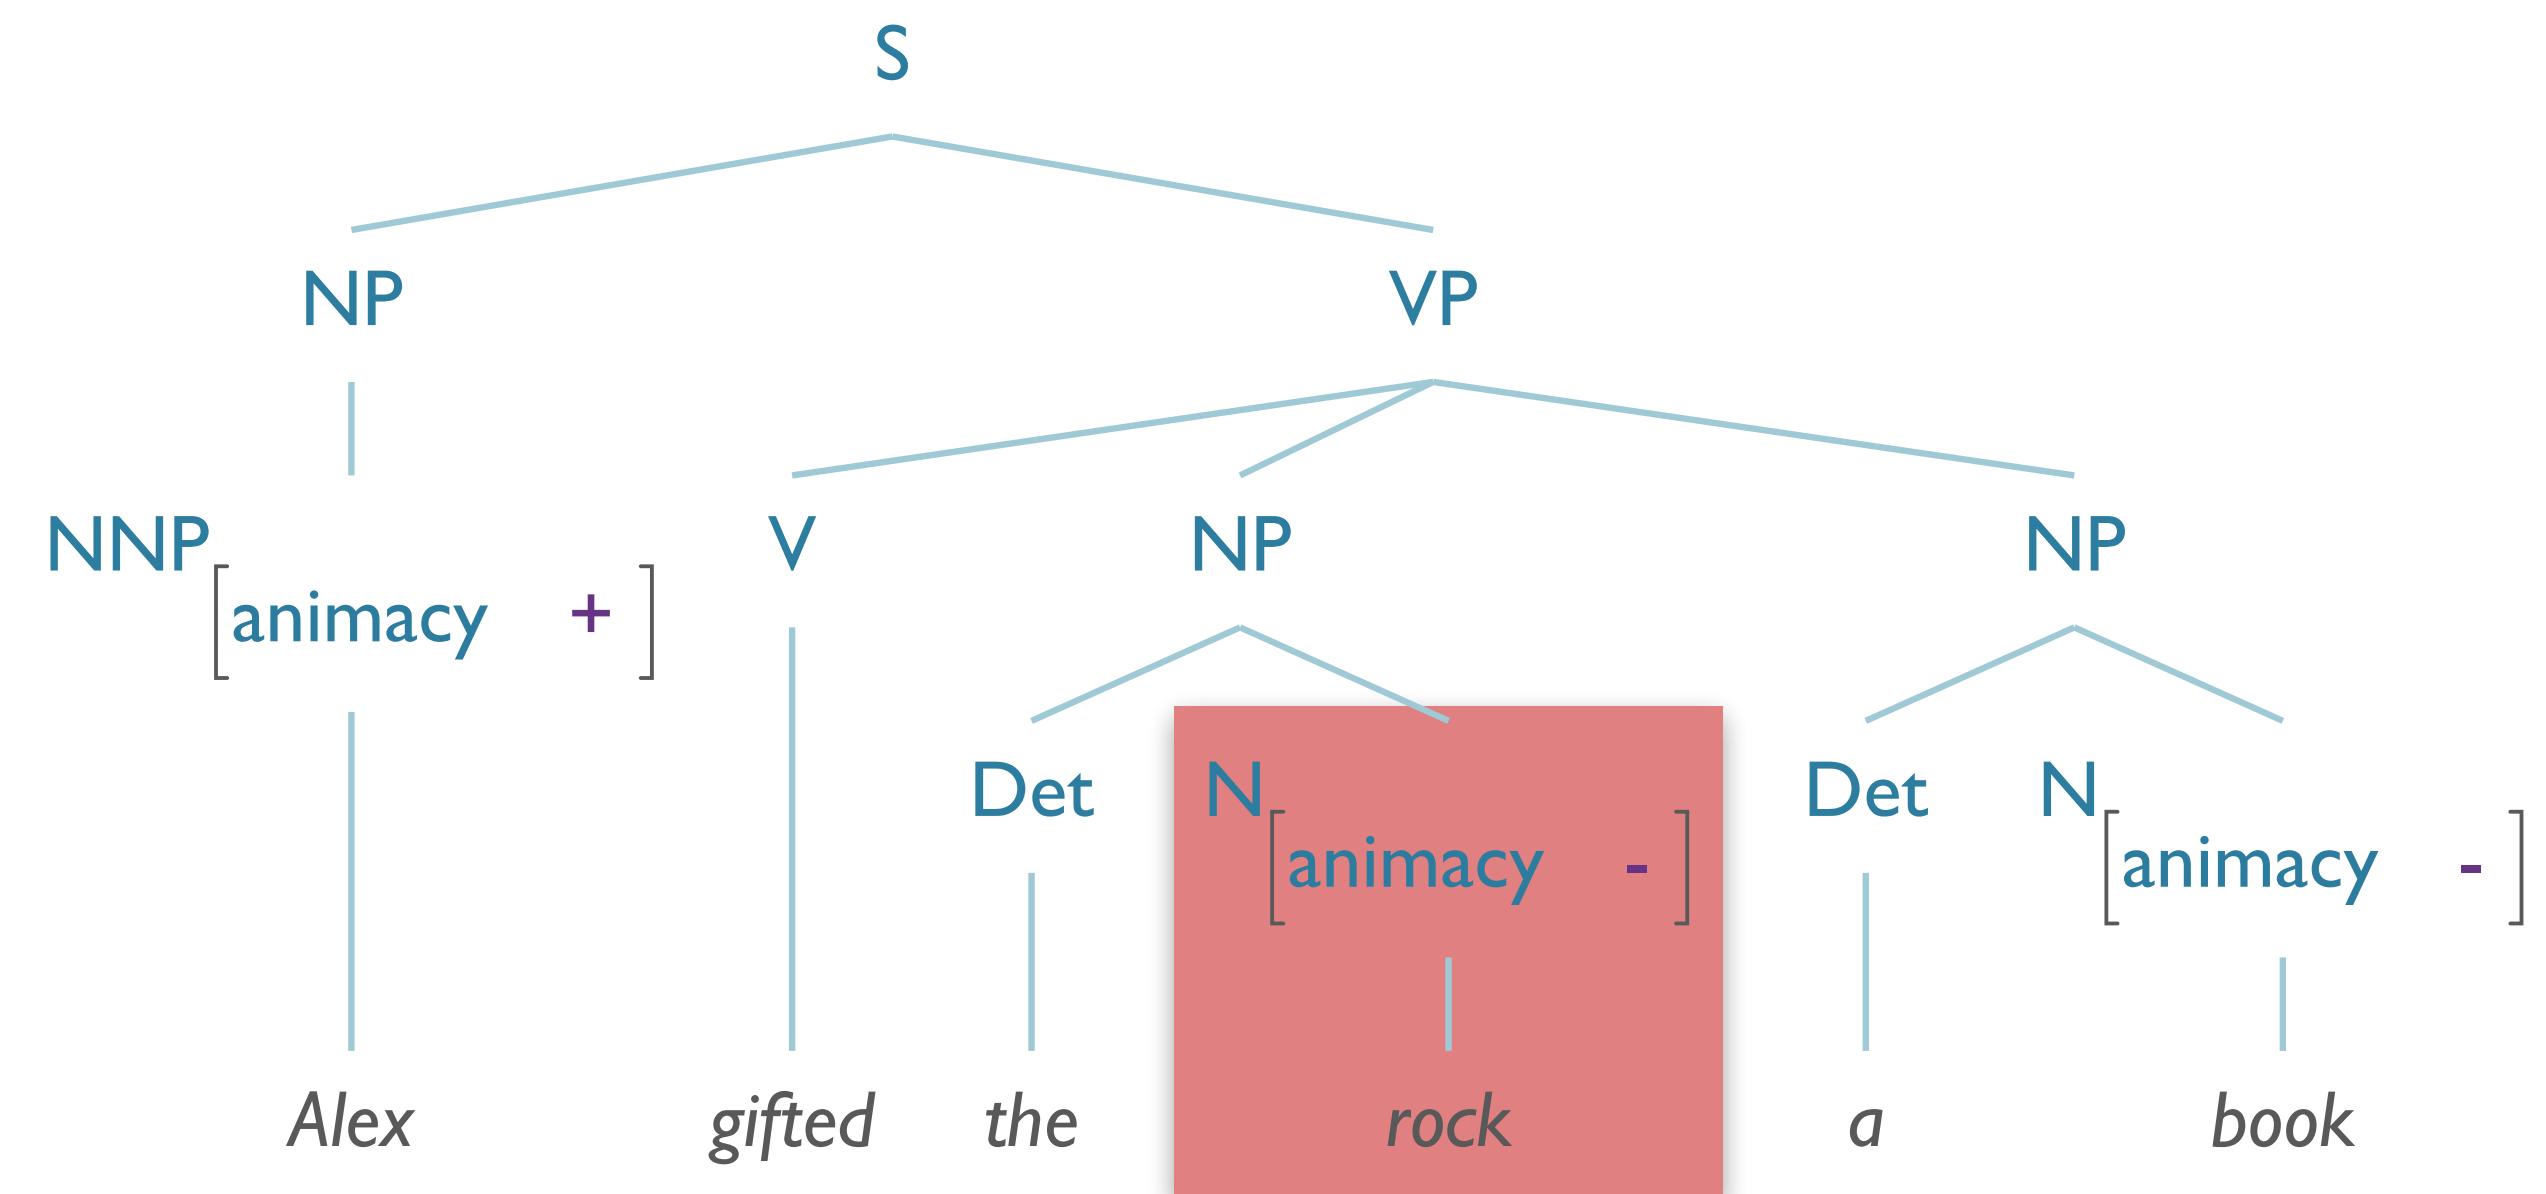 S
NP VP
NNP V NP NP
[animacy +]
Det N Det N
[animacy -] [animacy -]
Alex gifted the rock a book